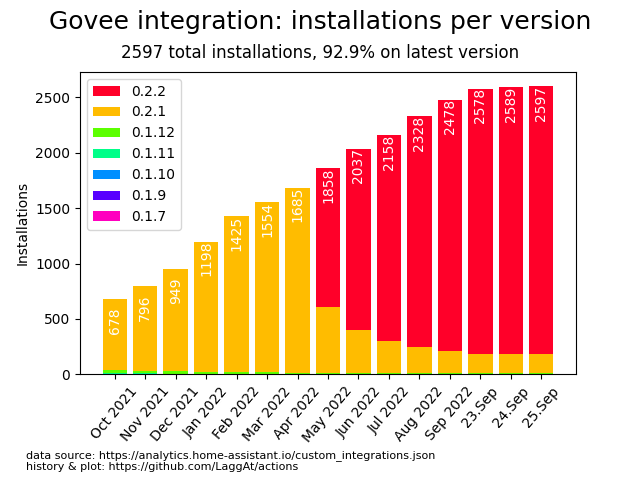 Govee integration: installations per version
2597 total installations, 92.9% on latest version
Installations
2500
2000
1500
1000
500
0
0.2.2
0.2.1
0.1.12
0.1.11
0.1.10
0.1.9
0.1.7
678
796
949
1198
1425
1554
1685
1858
2037
2158
2328
2478
2578
2589
2597
Oct 2021
Nov 2021
Dec 2021
Jan 2022
Feb 2022
Mar 2022
Apr 2022
May 2022
Jun 2022
Jul 2022
Aug 2022
Sep 2022
23.Sep
24.Sep
25.Sep
data source: https://analytics.home-assistant.io/custom_integrations.json
history & plot: https://github.com/LaggAt/actions